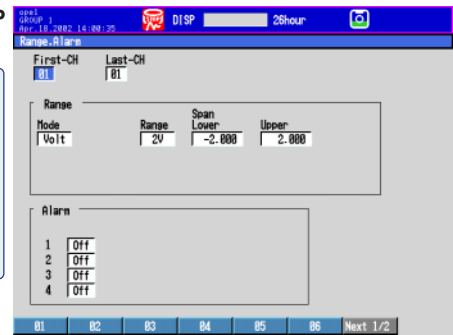 opel
GROUP 1
Apr.18.2002 14:00:35
DISP
26hour
Range.Alarm
First-CH Last-CH
01 01
Range
Span
Mode Range Lower Upper
Volt 2V -2.000 2.000
Alarm
1 Off
2 Off
3 Off
4 Off
01 02 03 04 05 06 Next 1/2